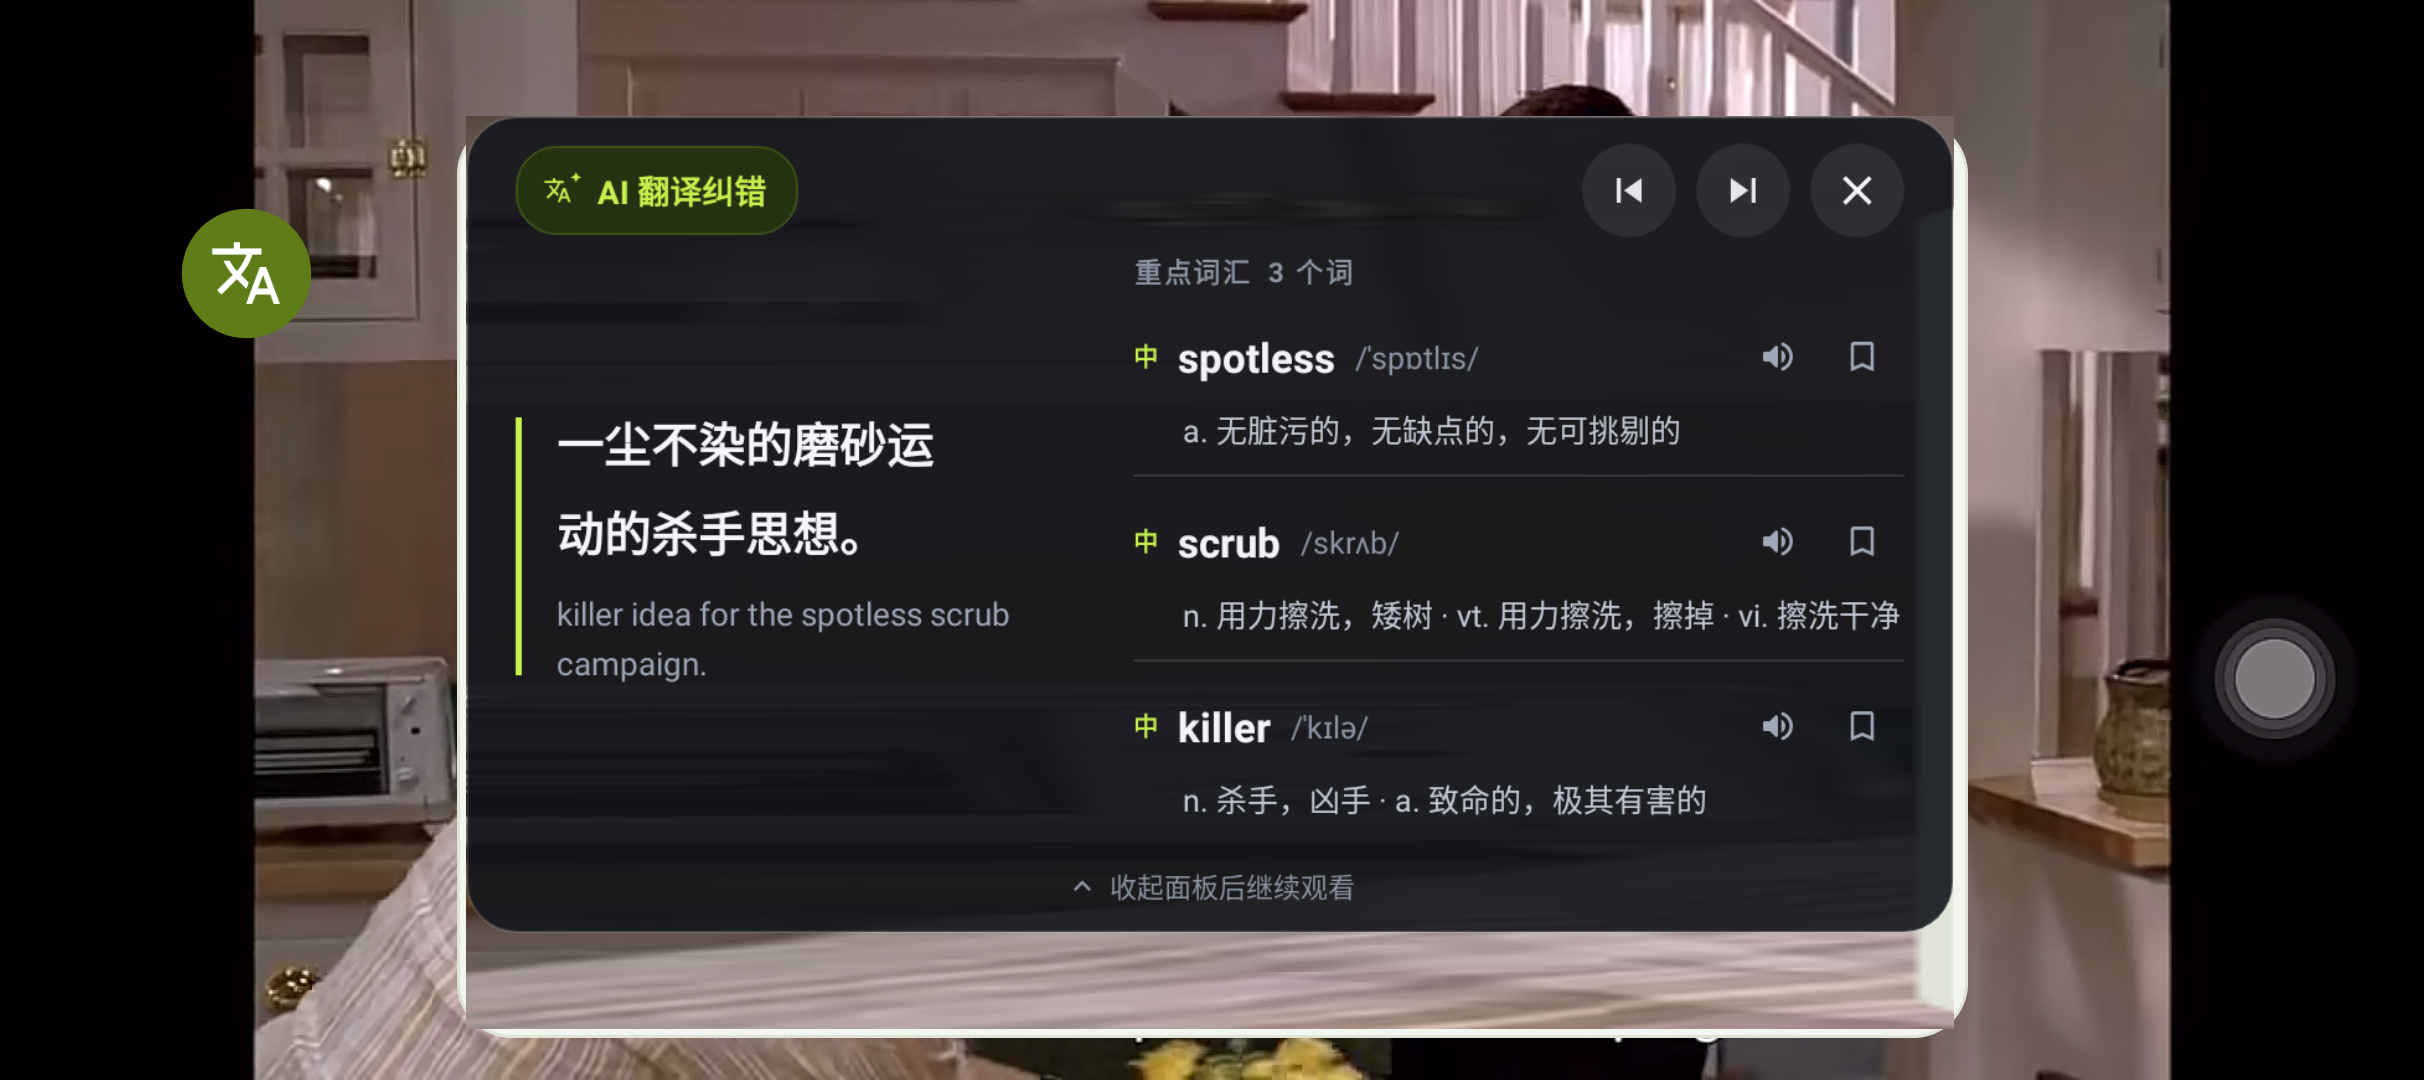 AI 翻译纠错
一尘不染的磨砂运
动的杀手思想。
killer idea for the spotless scrub
campaign.
重点词汇 3 个词
中 spotless /ˈspɒtlɪs/
a. 无脏污的，无缺点的，无可挑剔的
中 scrub /skrʌb/
n. 用力擦洗，矮树 · vt. 用力擦洗，擦掉 · vi. 擦洗干净
中 killer /ˈkɪlə/
n. 杀手，凶手 · a. 致命的，极其有害的
收起面板后继续观看